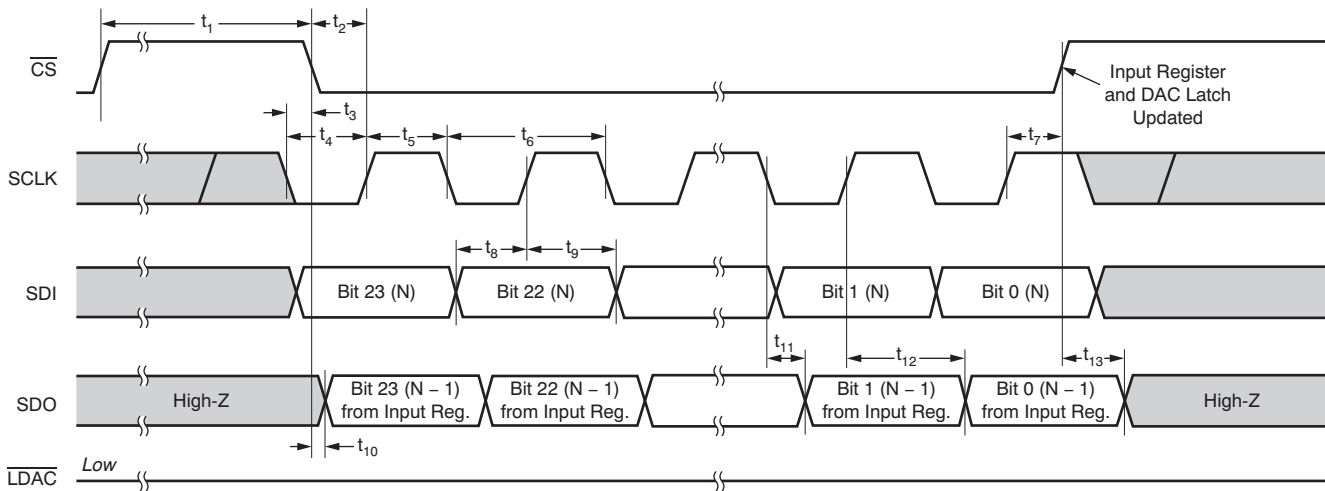 t1
t2
CS
Input Register
and DAC Latch
Updated
t3
t4
t5
t6
t7
SCLK
t8
t9
SDI
Bit 23 (N)
Bit 22 (N)
Bit 1 (N)
Bit 0 (N)
t11
t12
t13
SDO
High-Z
Bit 23 (N − 1)
from Input Reg.
Bit 22 (N − 1)
from Input Reg.
Bit 1 (N − 1)
from Input Reg.
Bit 0 (N − 1)
from Input Reg.
High-Z
t10
LDAC
Low